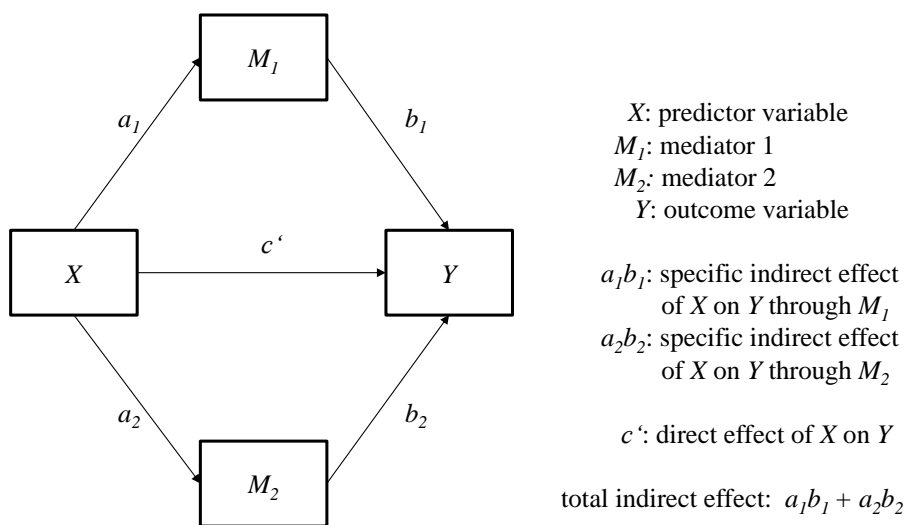 M₁
a₁
b₁
X
c‘
Y
a₂
b₂
M₂
X: predictor variable
M₁: mediator 1
M₂: mediator 2
Y: outcome variable
a₁b₁: specific indirect effect
of X on Y through M₁
a₂b₂: specific indirect effect
of X on Y through M₂
c‘: direct effect of X on Y
total indirect effect: a₁b₁ + a₂b₂